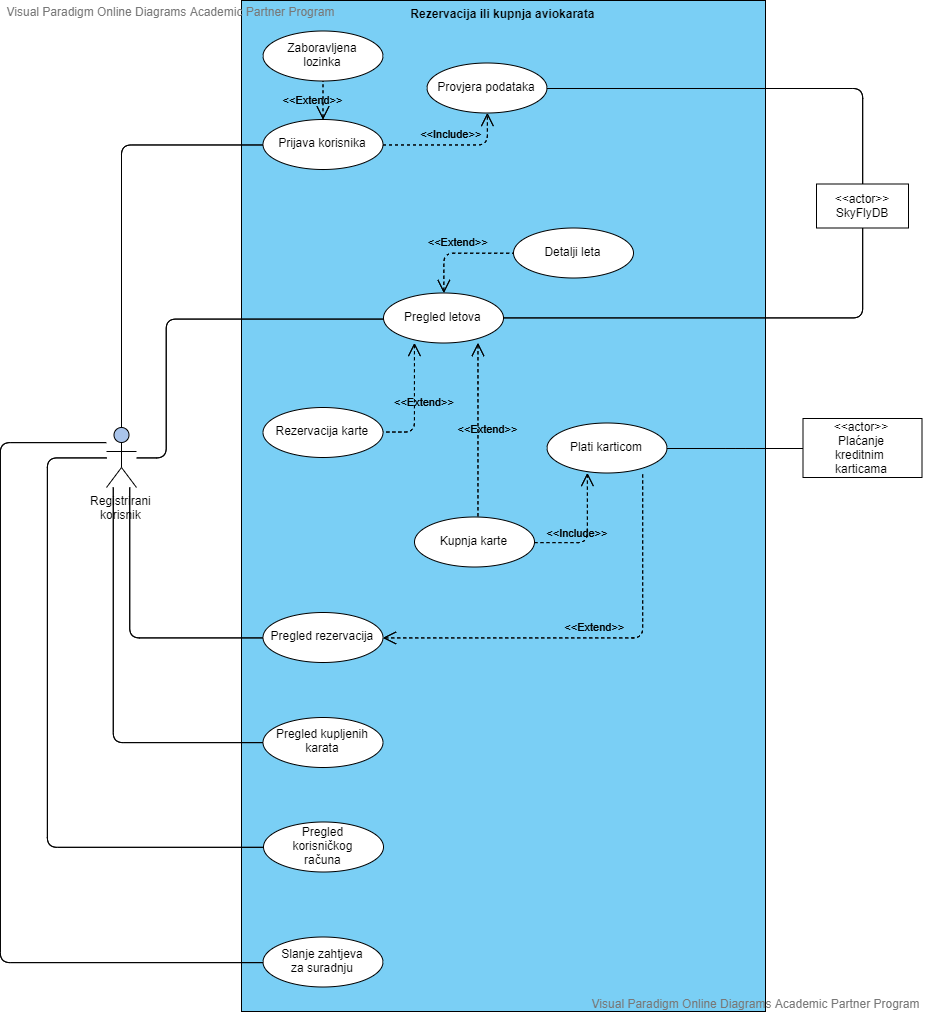 Visual Paradigm Online Diagrams Academic Partner Program
Rezervacija ili kupnja aviokarata
Zaboravljena
lozinka
<<Extend>>
Provjera podataka
<<Include>>
Prijava korisnika
<<actor>>
SkyFlyDB
<<Extend>>
Detalji leta
Pregled letova
<<Extend>>
Rezervacija karte
<<Extend>>
Plati karticom
<<actor>>
Plaćanje
kreditnim
karticama
Registrirani
korisnik
Kupnja karte
<<Include>>
<<Extend>>
Pregled rezervacija
Pregled kupljenih
karata
Pregled
korisničkog
računa
Slanje zahtjeva
za suradnju
Visual Paradigm Online Diagrams Academic Partner Program